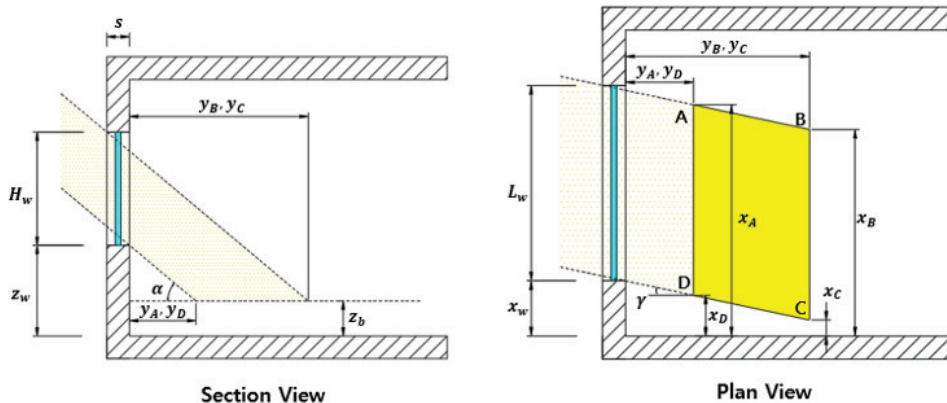 s
y_B, y_C
H_w
z_w
α
y_A, y_D
z_b
Section View
y_B, y_C
y_A, y_D
A
B
L_w
x_A
x_B
D
C
x_C
x_w
γ
x_D
Plan View